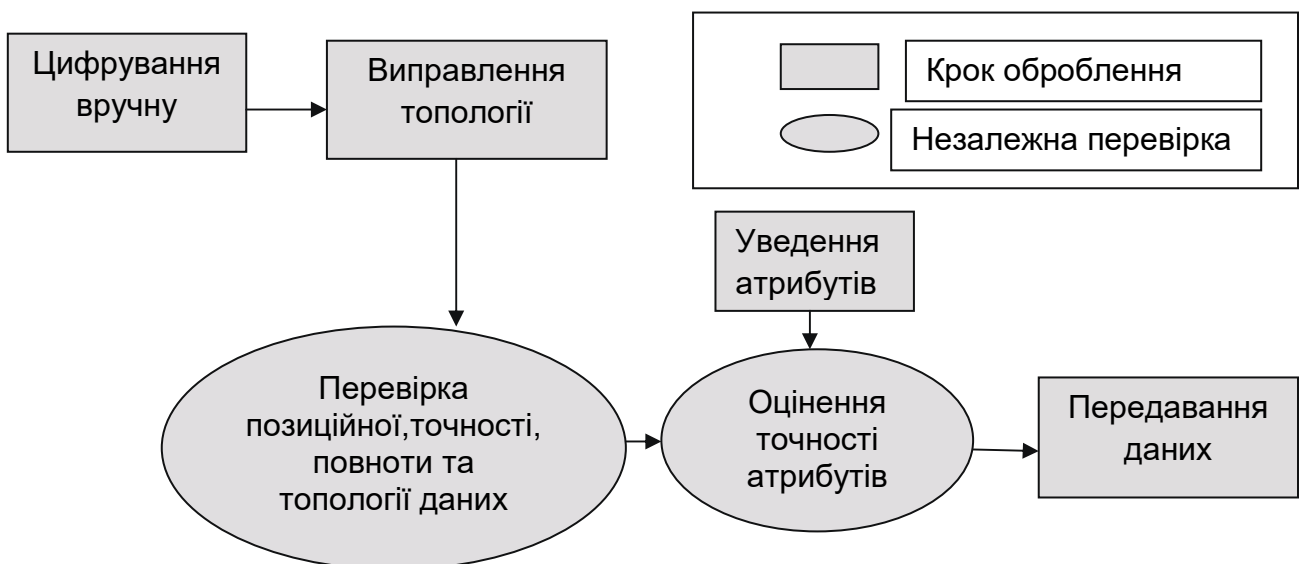 Цифрування
вручну
Виправлення
топології
Крок оброблення
Незалежна перевірка
Уведення
атрибутів
Перевірка
позиційної,точності,
повноти та
топології даних
Оцінення
точності
атрибутів
Передавання
даних